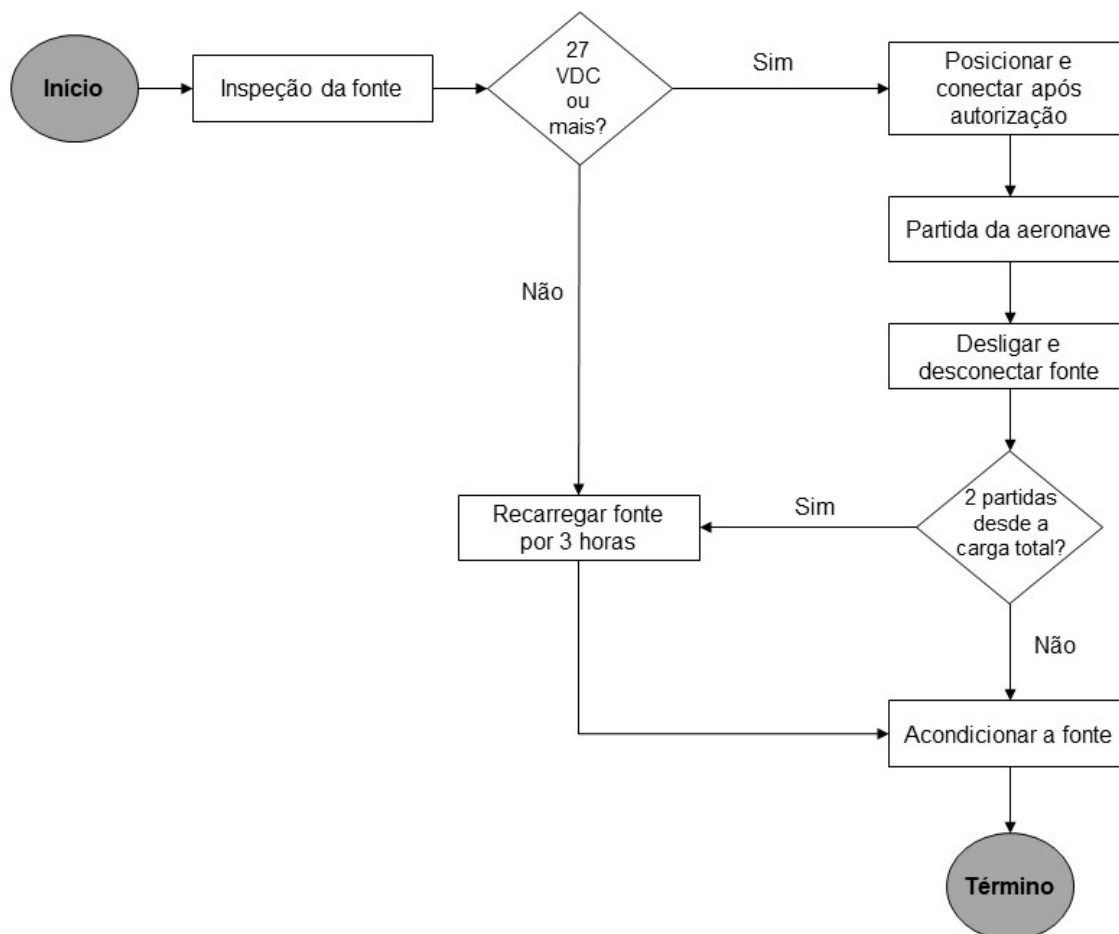 Início
Inspeção da fonte
27
VDC
ou
mais?
Sim
Posicionar e
conectar após
autorização
Partida da aeronave
Não
Desligar e
desconectar fonte
2 partidas
desde a
carga total?
Sim
Recarregar fonte
por 3 horas
Não
Acondicionar a fonte
Término